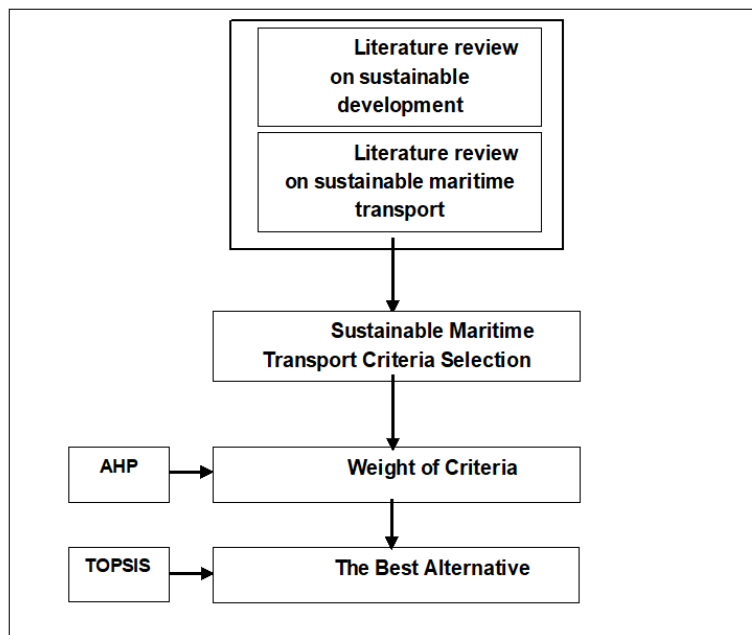 Literature review
on sustainable
development
Literature review
on sustainable maritime
transport
Sustainable Maritime
Transport Criteria Selection
AHP
Weight of Criteria
TOPSIS
The Best Alternative